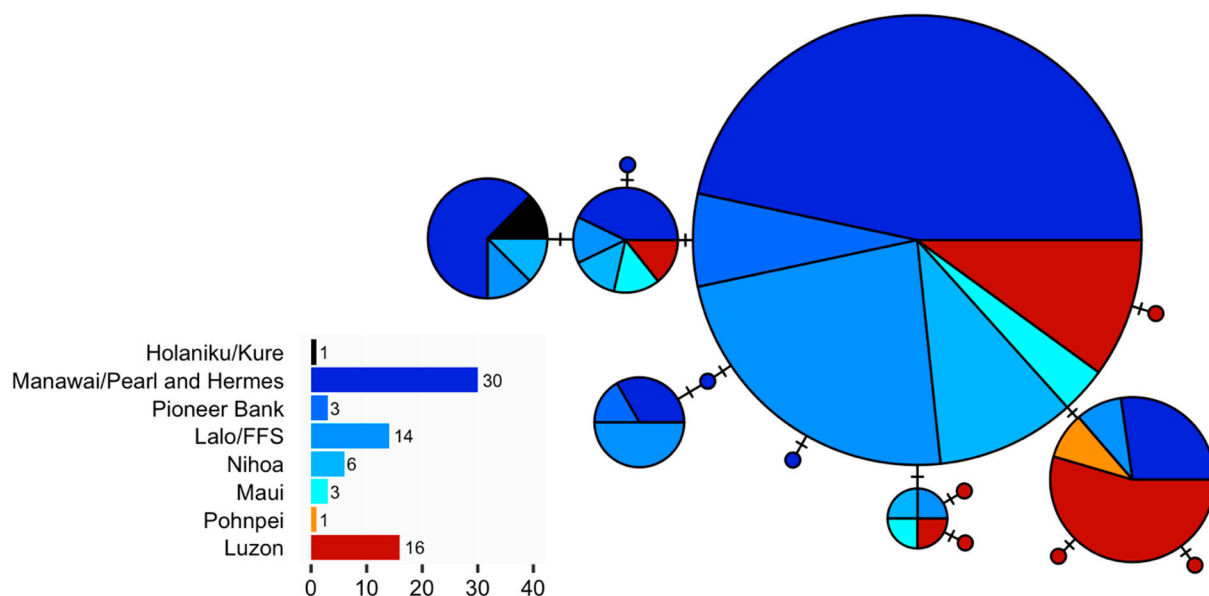 Holaniku/Kure 1
Manawai/Pearl and Hermes 30
Pioneer Bank 3
Lalo/FFS 14
Nihoa 6
Maui 3
Pohnpei 1
Luzon 16
0 10 20 30 40